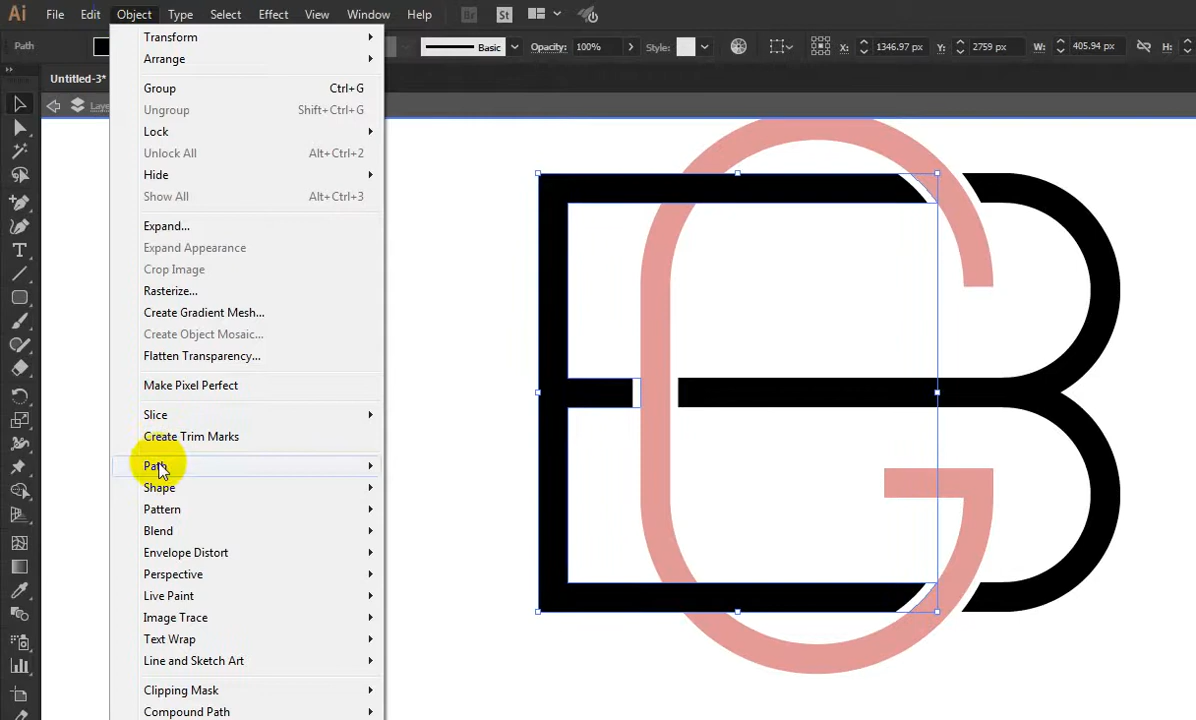 Ai File Edit Object Type Select Effect View Window Help Br St
Path Basic Opacity: 100% Style: X: 1346.97 px Y: 2759 px W: 405.94 px H:
Untitled-3*
Transform
Arrange
Group Ctrl+G
Ungroup Shift+Ctrl+G
Lock
Unlock All Alt+Ctrl+2
Hide
Show All Alt+Ctrl+3
Expand...
Expand Appearance
Crop Image
Rasterize...
Create Gradient Mesh...
Create Object Mosaic...
Flatten Transparency...
Make Pixel Perfect
Slice
Create Trim Marks
Path
Shape
Pattern
Blend
Envelope Distort
Perspective
Live Paint
Image Trace
Text Wrap
Line and Sketch Art
Clipping Mask
Compound Path